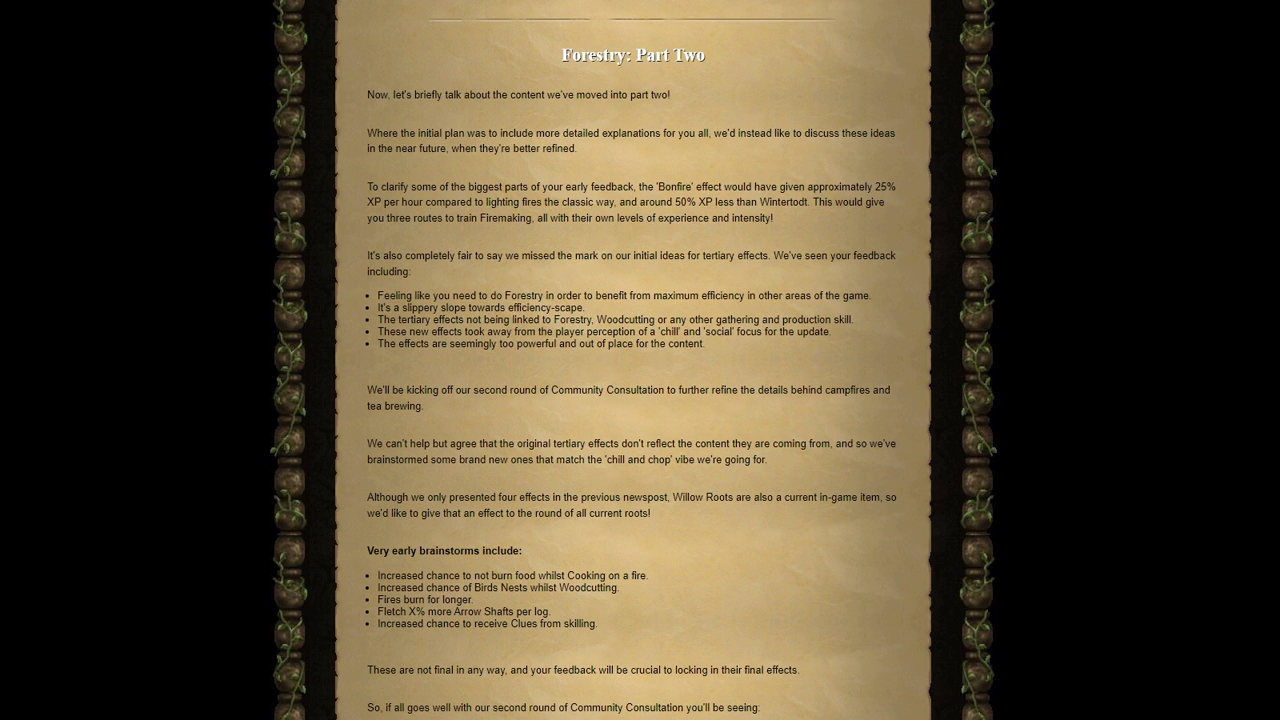 Forestry: Part Two
Now, let's briefly talk about the content we've moved into part two!
Where the initial plan was to include more detailed explanations for you all, we'd instead like to discuss these ideas
in the near future, when they're better refined.
To clarify some of the biggest parts of your early feedback, the 'Bonfire' effect would have given approximately 25%
XP per hour compared to lighting fires the classic way, and around 50% XP less than Wintertodt. This would give
you three routes to train Firemaking, all with their own levels of experience and intensity!
It's also completely fair to say we missed the mark on our initial ideas for tertiary effects. We've seen your feedback
including:
• Feeling like you need to do Forestry in order to benefit from maximum efficiency in other areas of the game.
• It's a slippery slope towards efficiency-scape.
• The tertiary effects not being linked to Forestry, Woodcutting or any other gathering and production skill.
• These new effects took away from the player perception of a 'chill' and 'social' focus for the update.
• The effects are seemingly too powerful and out of place for the content.
We'll be kicking off our second round of Community Consultation to further refine the details behind campfires and
tea brewing.
We can't help but agree that the original tertiary effects don't reflect the content they are coming from, and so we've
brainstormed some brand new ones that match the 'chill and chop' vibe we're going for.
Although we only presented four effects in the previous newspost, Willow Roots are also a current in-game item, so
we'd like to give that an effect to the round of all current roots!
Very early brainstorms include:
• Increased chance to not burn food whilst Cooking on a fire.
• Increased chance of Birds Nests whilst Woodcutting.
• Fires burn for longer.
• Fletch X% more Arrow Shafts per log.
• Increased chance to receive Clues from skilling.
These are not final in any way, and your feedback will be crucial to locking in their final effects.
So, if all goes well with our second round of Community Consultation you'll be seeing: